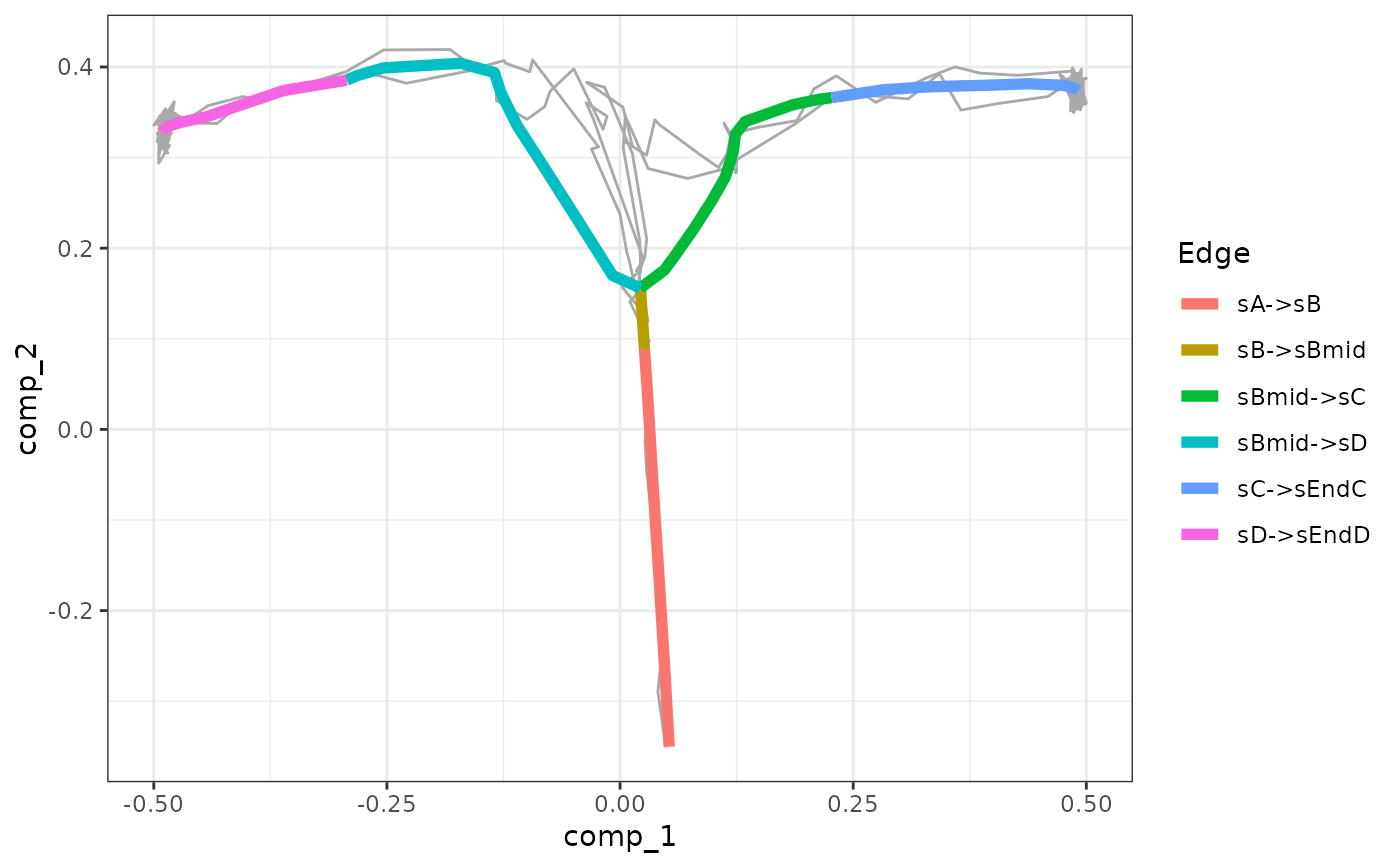 0.4
0.2
0.0
-0.2
comp_2
-0.50
-0.25
0.00
0.25
0.50
comp_1
Edge
sA->sB
sB->sBmid
sBmid->sC
sBmid->sD
sC->sEndC
sD->sEndD